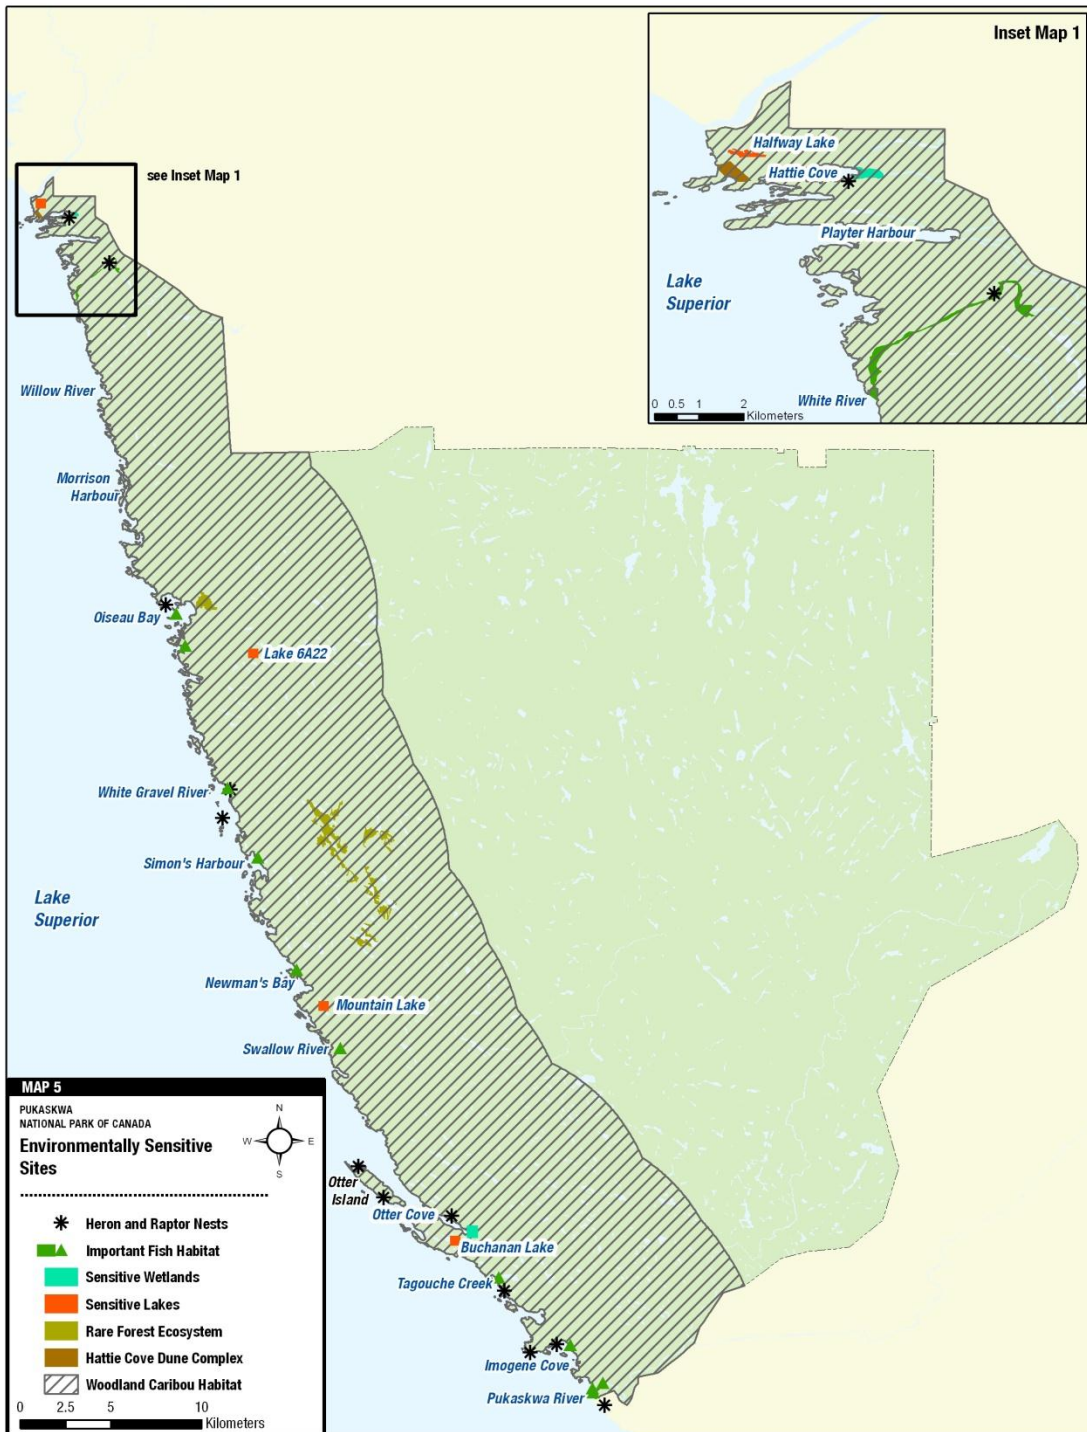 Inset Map 1
Halfway Lake
Hattie Cove
Playter Harbour
Lake
Superior
White River
0 0.5 1 2
Kilometers
see Inset Map 1
Willow River
Morrison
Harbour
Oiseau Bay
Lake 6A22
White Gravel River
Simon's Harbour
Lake
Superior
Newman's Bay
Mountain Lake
Swallow River
Otter
Island
Otter Cove
Buchanan Lake
Tagouche Creek
Imogene Cove
Pukaskwa River
MAP 5
PUKASKWA
NATIONAL PARK OF CANADA
Environmentally Sensitive
Sites
N
W E
S
Heron and Raptor Nests
Important Fish Habitat
Sensitive Wetlands
Sensitive Lakes
Rare Forest Ecosystem
Hattie Cove Dune Complex
Woodland Caribou Habitat
0 2.5 5 10
Kilometers